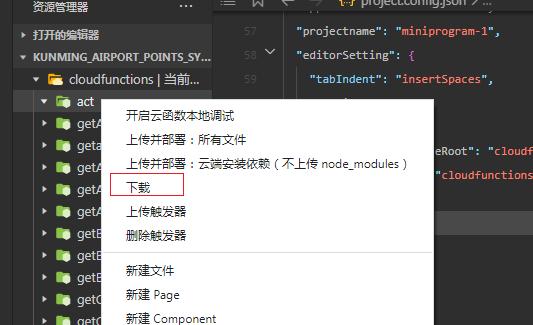 资源管理器
project.config.json
打开的编辑器
KUNMING_AIRPORT_POINTS_SY...
cloudfunctions | 当前...
act
getA
geta
getA
getA
getA
getB
getB
getC
getC
57
58
59
"projectname": "miniprogram-1",
"editorSetting": {
"tabIndent": "insertSpaces",
eRoot": "cloudf
"cloudfunctions
开启云函数本地调试
上传并部署：所有文件
上传并部署：云端安装依赖（不上传 node_modules）
下载
上传触发器
删除触发器
新建文件
新建 Page
新建 Component